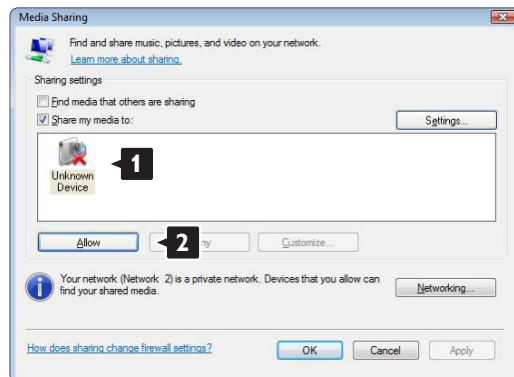 Media Sharing
Find and share music, pictures, and video on your network.
Learn more about sharing.
Sharing settings
Find media that others are sharing
Share my media to:
Settings...
Unknown
Device
1
Allow
2
Customize...
Your network (Network 2) is a private network. Devices that you allow can
find your shared media.
Networking...
How does sharing change firewall settings?
OK
Cancel
Apply